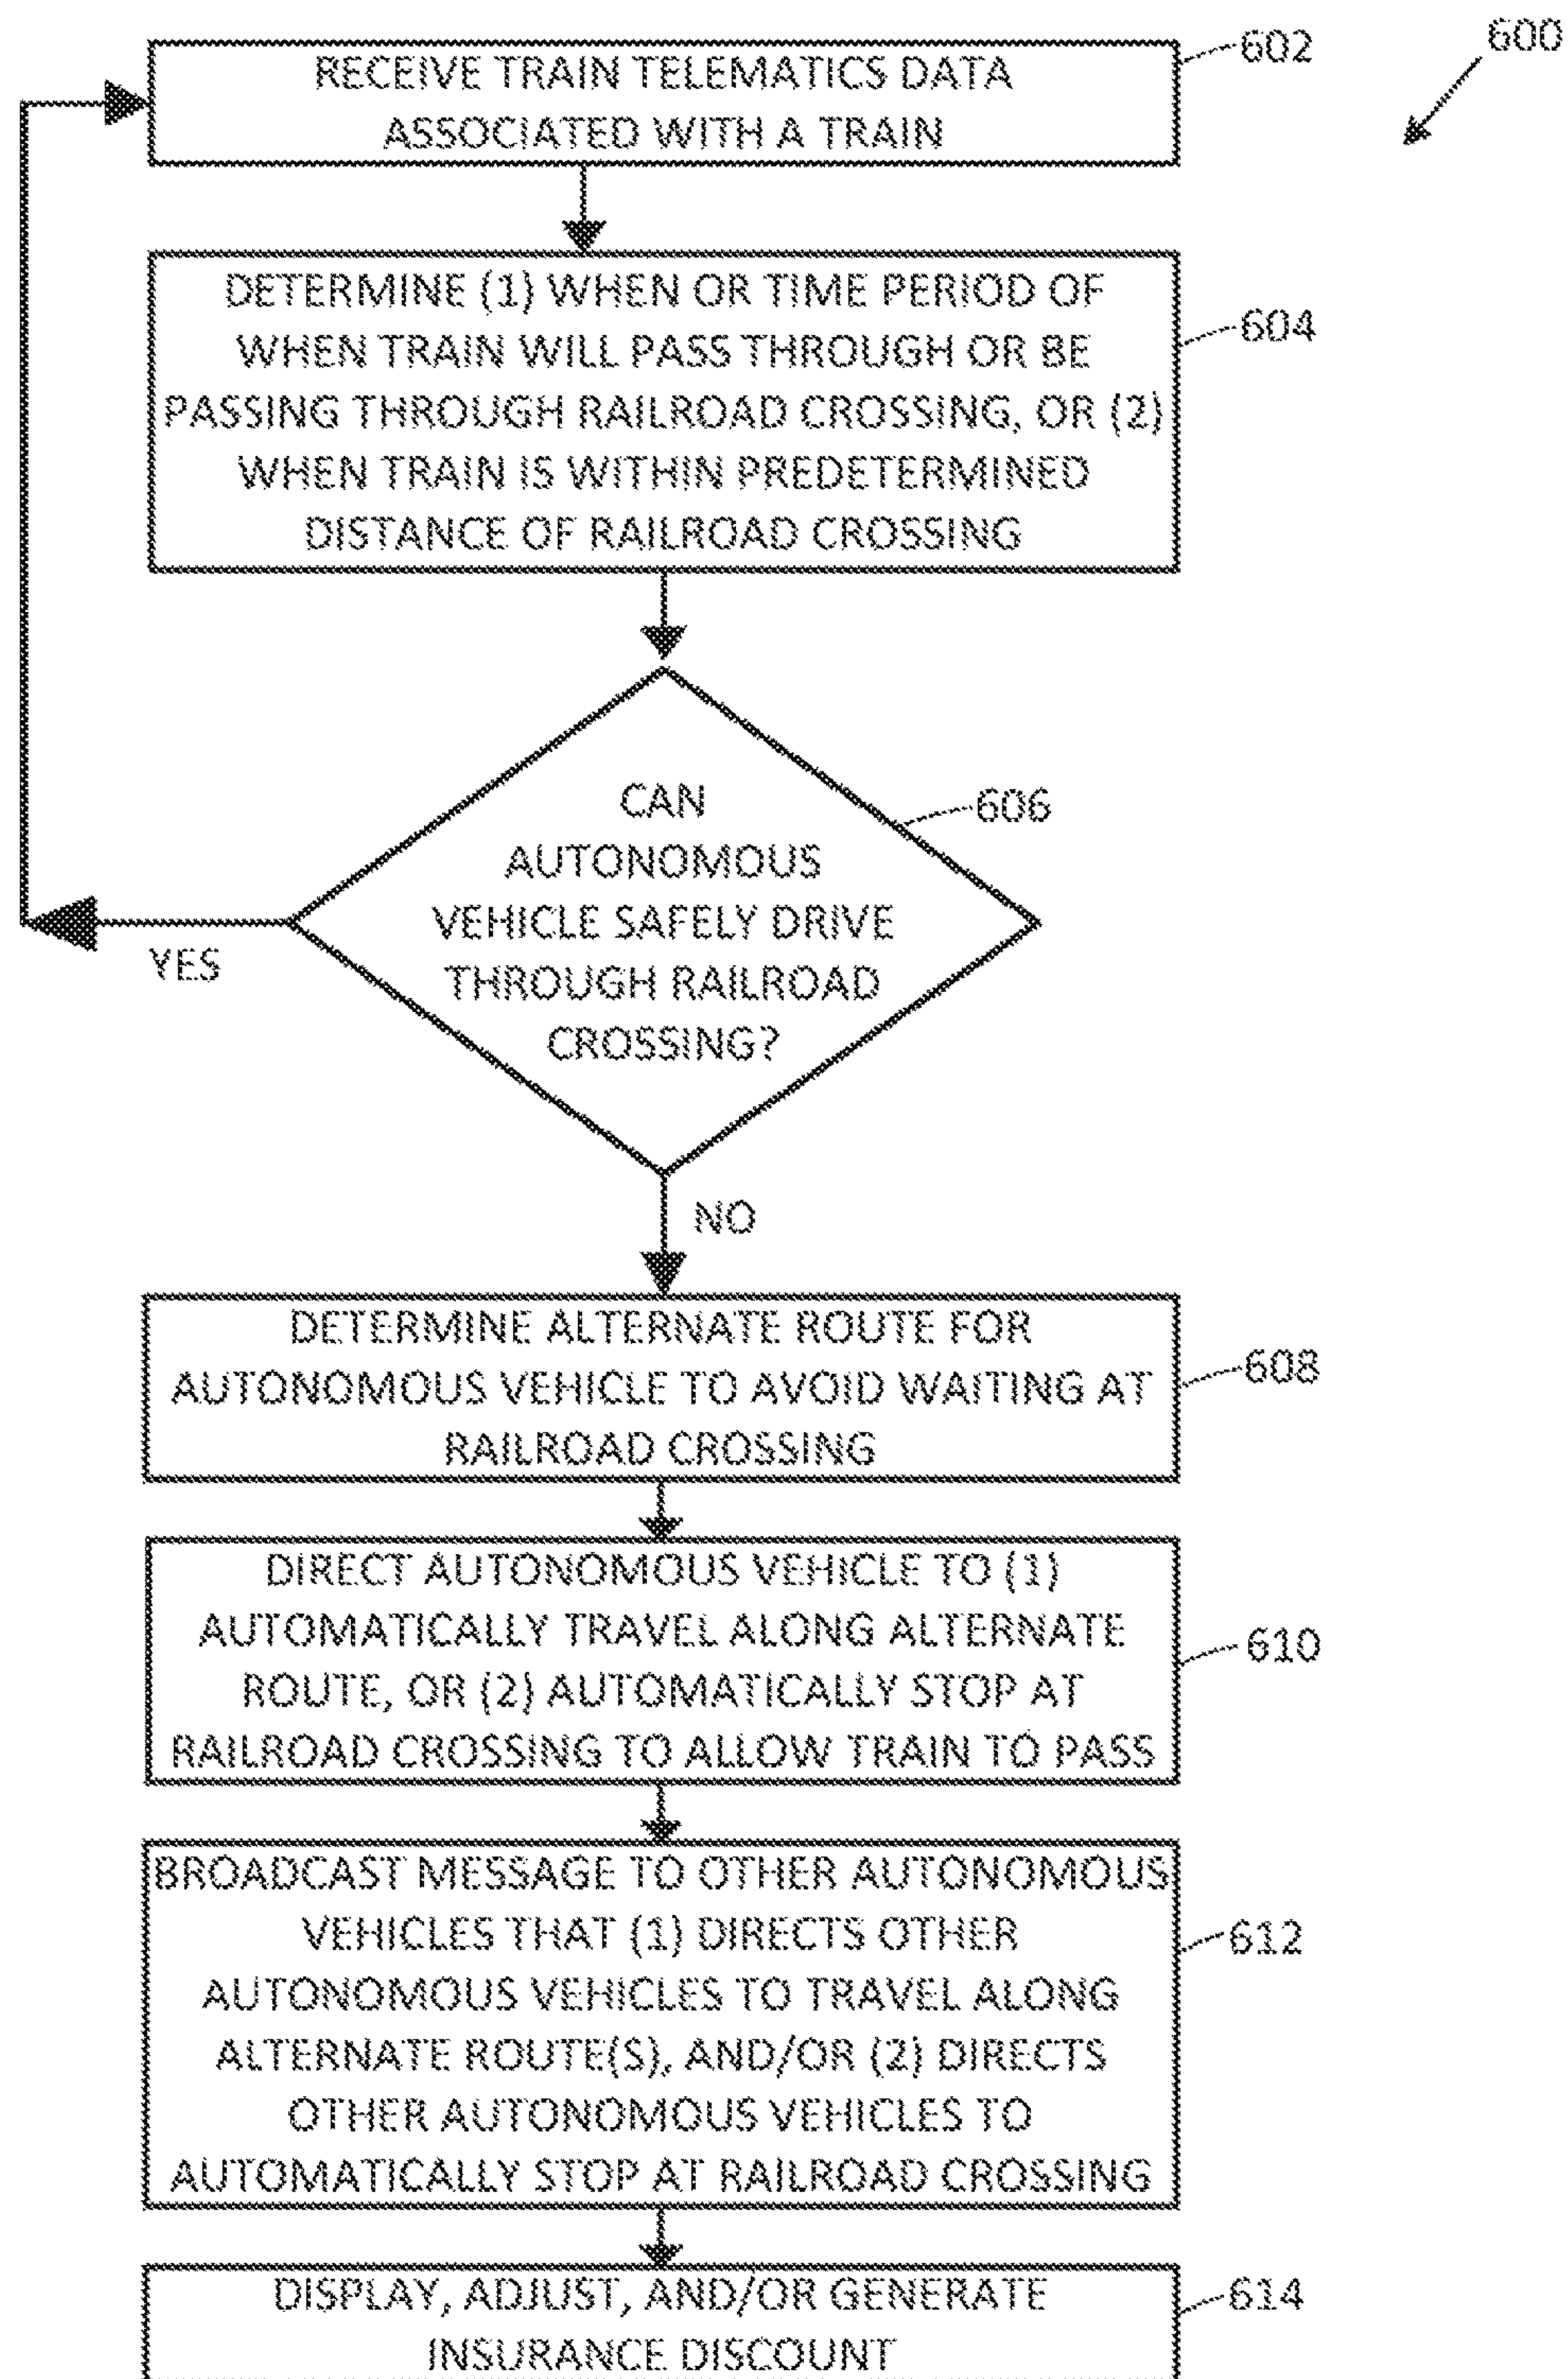 600
RECEIVE TRAIN TELEMATICS DATA
ASSOCIATED WITH A TRAIN
602
DETERMINE (1) WHEN OR TIME PERIOD OF
WHEN TRAIN WILL PASS THROUGH OR BE
PASSING THROUGH RAILROAD CROSSING, OR (2)
WHEN TRAIN IS WITHIN PREDETERMINED
DISTANCE OF RAILROAD CROSSING
604
CAN
AUTONOMOUS
VEHICLE SAFELY DRIVE
THROUGH RAILROAD
CROSSING?
606
YES
NO
DETERMINE ALTERNATE ROUTE FOR
AUTONOMOUS VEHICLE TO AVOID WAITING AT
RAILROAD CROSSING
608
DIRECT AUTONOMOUS VEHICLE TO (1)
AUTOMATICALLY TRAVEL ALONG ALTERNATE
ROUTE, OR (2) AUTOMATICALLY STOP AT
RAILROAD CROSSING TO ALLOW TRAIN TO PASS
610
BROADCAST MESSAGE TO OTHER AUTONOMOUS
VEHICLES THAT (1) DIRECTS OTHER
AUTONOMOUS VEHICLES TO TRAVEL ALONG
ALTERNATE ROUTE(S), AND/OR (2) DIRECTS
OTHER AUTONOMOUS VEHICLES TO
AUTOMATICALLY STOP AT RAILROAD CROSSING
612
DISPLAY, ADJUST, AND/OR GENERATE
INSURANCE DISCOUNT
614